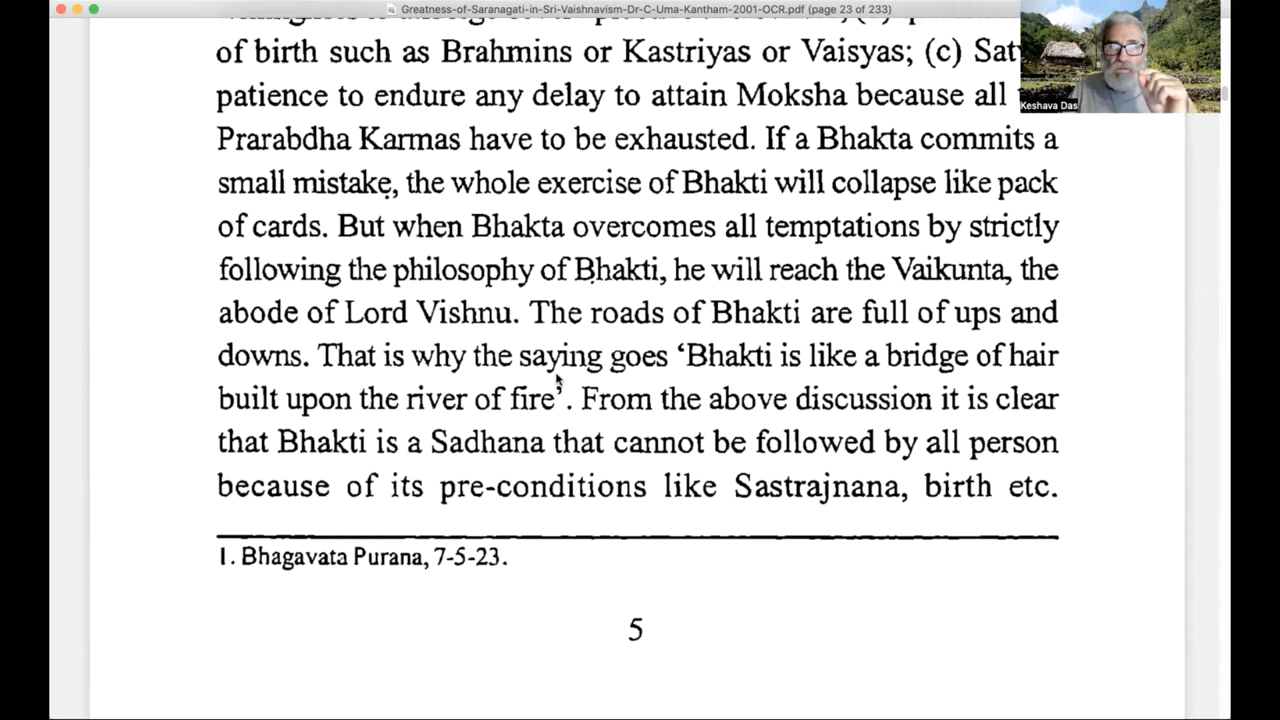 Greatness-of-Saranagati-in-Sri-Vaishnavism-Dr-C-Uma-Kantham-2001-OCR.pdf (page 23 of 233)
of birth such as Brahmins or Kastriyas or Vaisyas; (c)
Keshava Das
patience to endure any delay to attain Moksha because all
Prarabdha Karmas have to be exhausted. If a Bhakta commits a
small mistake, the whole exercise of Bhakti will collapse like pack
of cards. But when Bhakta overcomes all temptations by strictly
following the philosophy of Bhakti, he will reach the Vaikunta, the
abode of Lord Vishnu. The roads of Bhakti are full of ups and
downs. That is why the saying goes ‘Bhakti is like a bridge of hair
built upon the river of fire’. From the above discussion it is clear
that Bhakti is a Sadhana that cannot be followed by all person
because of its pre-conditions like Sastrajnana, birth etc.
1. Bhagavata Purana, 7-5-23.
5